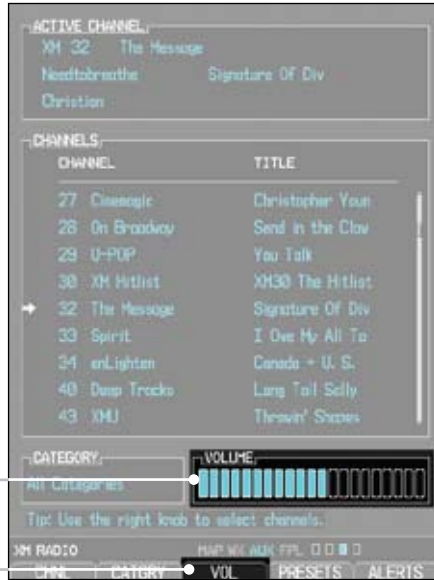 ACTIVE CHANNEL
XM 32 The Message
Needtobreathe Signature Of Div
Christian
CHANNELS
CHANNEL TITLE
27 Cinemagic Christopher Youn
28 On Broadway Send in the Clow
29 U-POP You Talk
30 XM Hitlist XM30 The Hitlist
32 The Message Signature Of Div
33 Spirit I Owe My All To
34 enLighten Canada + U. S.
40 Deep Tracks Long Tall Sally
43 XMU Throwin' Shapes
CATEGORY VOLUME
All Categories
Tip: Use the right knob to select channels.
XM RADIO MAP WX AUX FPL
CHNL CATGRY VOL PRESETS ALERTS